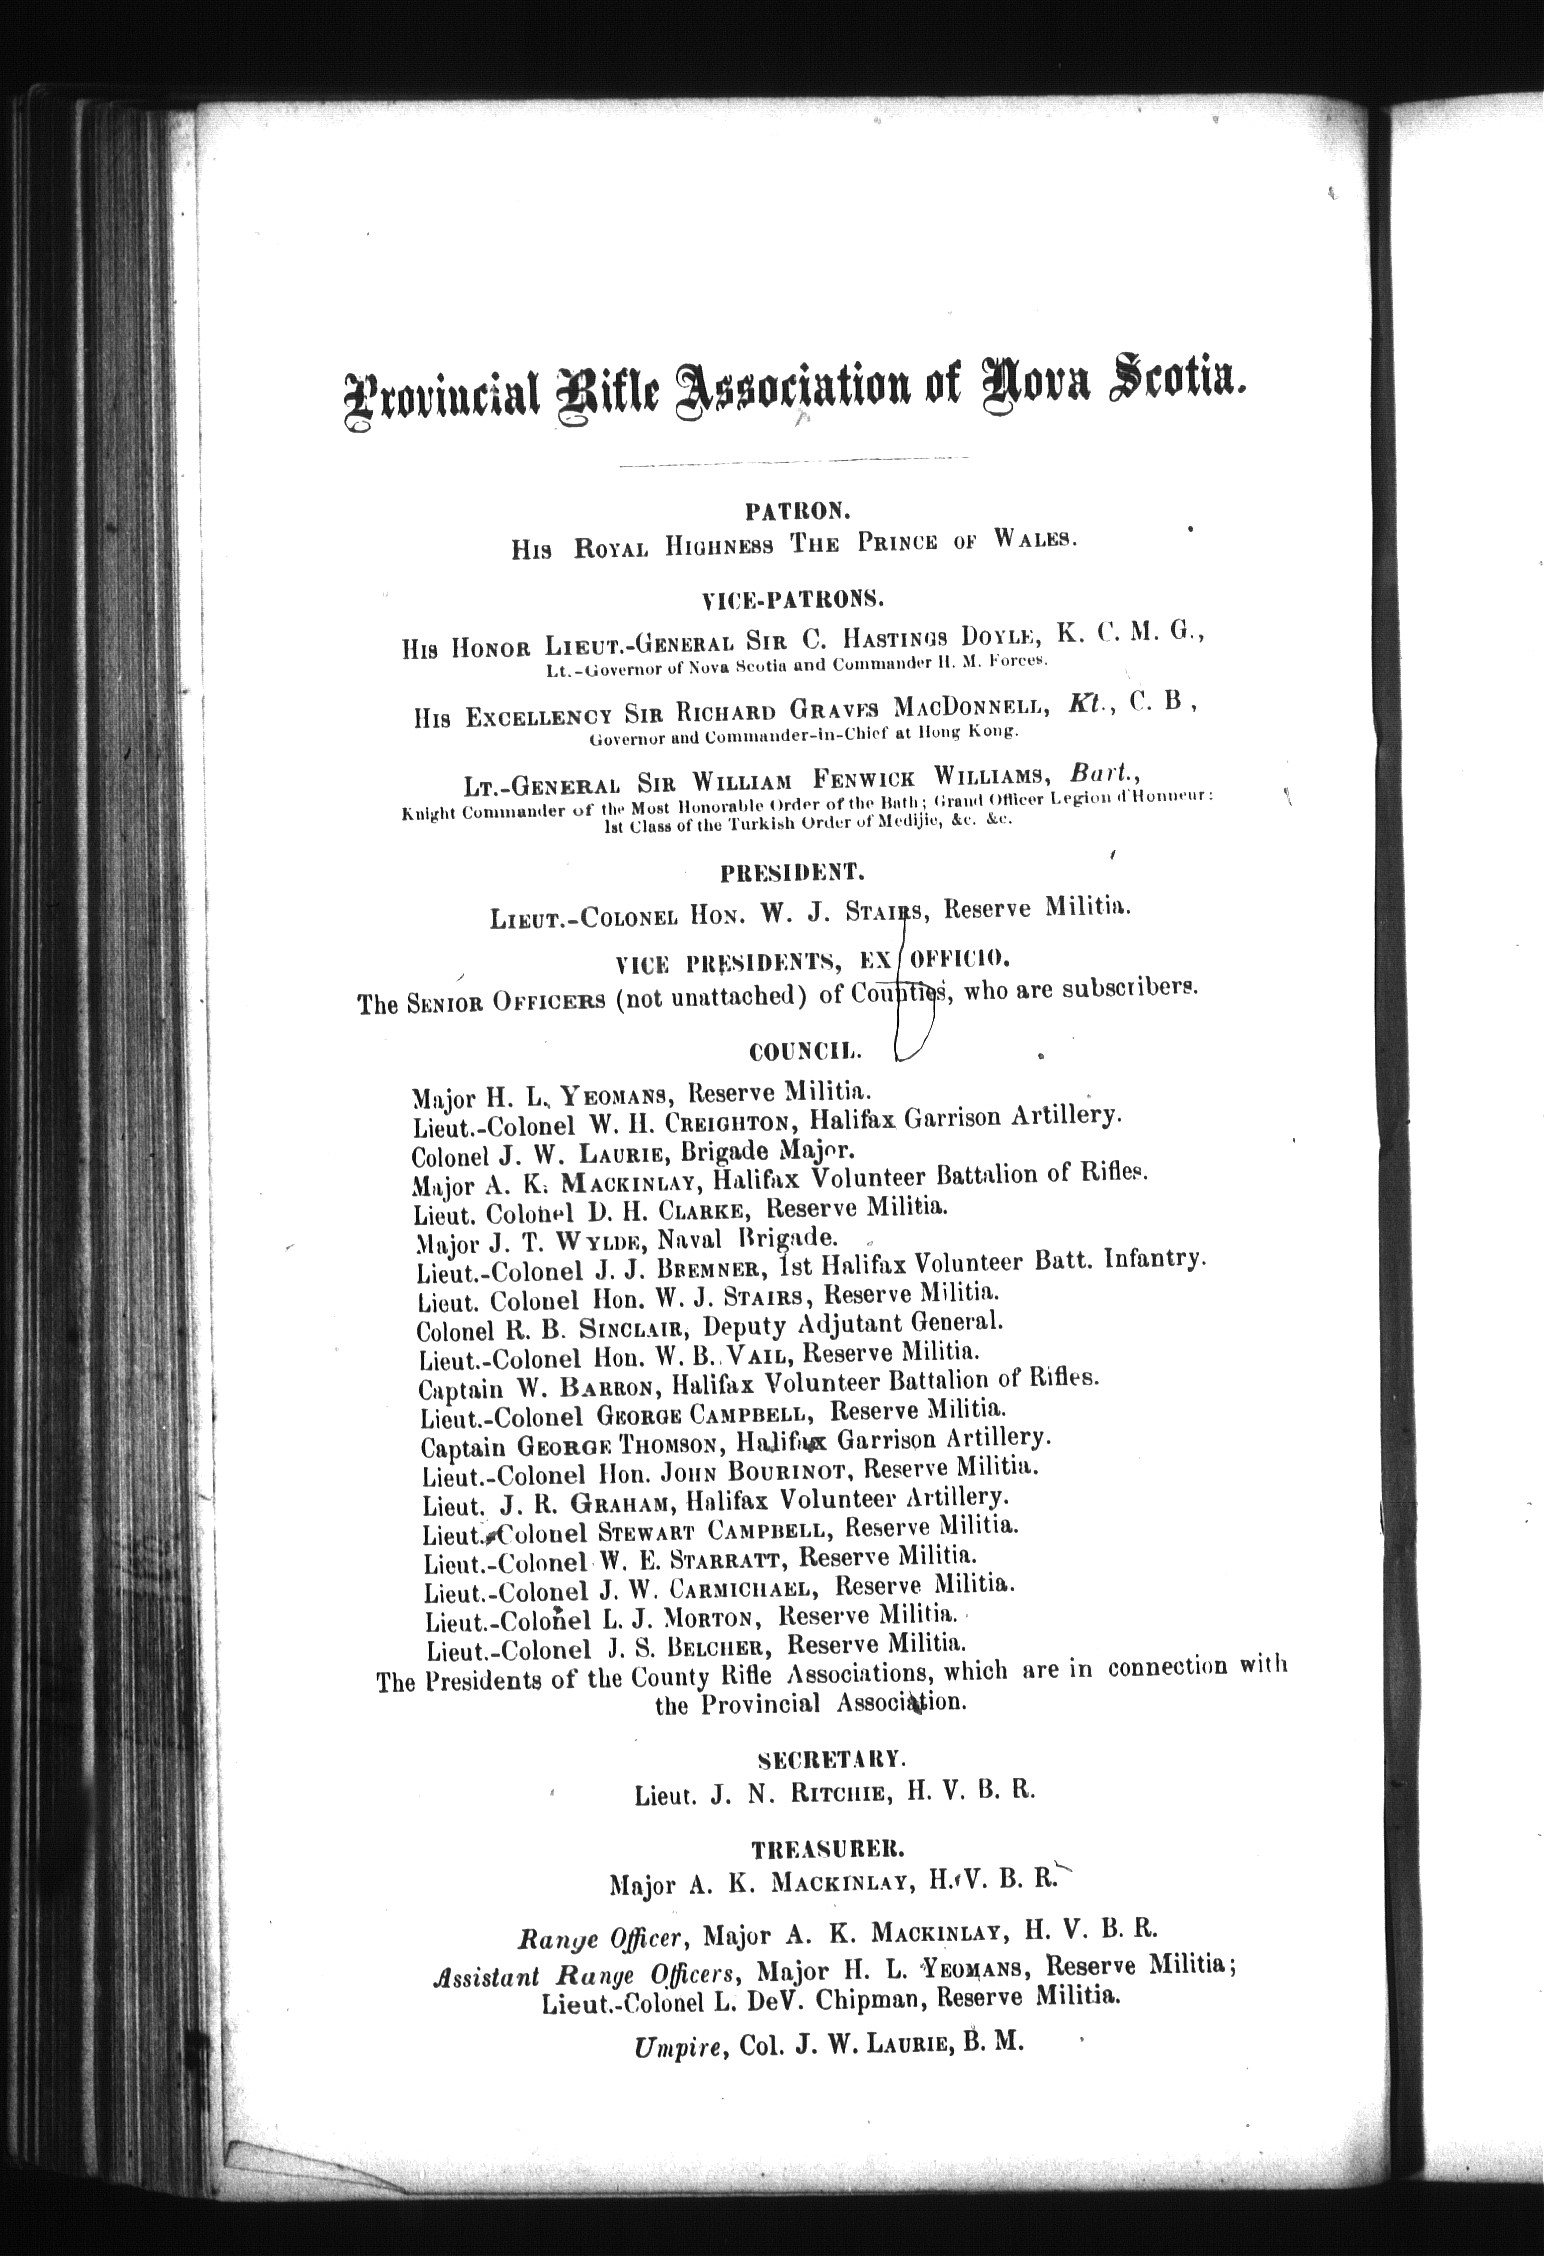 Provincial Rifle Association of Nova Scotia.
PATRON.
HIS ROYAL HIGHNESS THE PRINCE OF WALES.
VICE-PATRONS.
HIS HONOR LIEUT.-GENERAL SIR C. HASTINGS DOYLE, K. C. M. G.,
Lt.-Governor of Nova Scotia and Commander H. M. Forces.
HIS EXCELLENCY SIR RICHARD GRAVES MACDONNELL, Kt., C. B,
Governor and Commander-in-Chief at Hong Kong.
LT.-GENERAL SIR WILLIAM FENWICK WILLIAMS, Bart.,
Knight Commander of the Most Honorable Order of the Bath; Grand Officer Legion d'Honneur:
1st Class of the Turkish Order of Medijie, &c. &c.
PRESIDENT.
LIEUT.-COLONEL HON. W. J. STAIRS, Reserve Militia.
VICE PRESIDENTS, EX OFFICIO.
The SENIOR OFFICERS (not unattached) of Counties, who are subscribers.
COUNCIL.
Major H. L. YEOMANS, Reserve Militia.
Lieut.-Colonel W. H. CREIGHTON, Halifax Garrison Artillery.
Colonel J. W. LAURIE, Brigade Major.
Major A. K. MACKINLAY, Halifax Volunteer Battalion of Rifles.
Lieut. Colonel D. H. CLARKE, Reserve Militia.
Major J. T. WYLDE, Naval Brigade.
Lieut.-Colonel J. J. BREMNER, 1st Halifax Volunteer Batt. Infantry.
Lieut. Colonel Hon. W. J. STAIRS, Reserve Militia.
Colonel R. B. SINCLAIR, Deputy Adjutant General.
Lieut.-Colonel Hon. W. B. VAIL, Reserve Militia.
Captain W. BARRON, Halifax Volunteer Battalion of Rifles.
Lieut.-Colonel GEORGE CAMPBELL, Reserve Militia.
Captain GEORGE THOMSON, Halifax Garrison Artillery.
Lieut.-Colonel Hon. JOHN BOURINOT, Reserve Militia.
Lieut. J. R. GRAHAM, Halifax Volunteer Artillery.
Lieut.-Colonel STEWART CAMPBELL, Reserve Militia.
Lieut.-Colonel W. E. STARRATT, Reserve Militia.
Lieut.-Colonel J. W. CARMICHAEL, Reserve Militia.
Lieut.-Colonel L. J. MORTON, Reserve Militia.
Lieut.-Colonel J. S. BELCHER, Reserve Militia.
The Presidents of the County Rifle Associations, which are in connection with
the Provincial Association.
SECRETARY.
Lieut. J. N. RITCHIE, H. V. B. R.
TREASURER.
Major A. K. MACKINLAY, H. V. B. R.
Range Officer, Major A. K. MACKINLAY, H. V. B. R.
Assistant Range Officers, Major H. L. YEOMANS, Reserve Militia;
Lieut.-Colonel L. DeV. Chipman, Reserve Militia.
Umpire, Col. J. W. LAURIE, B. M.